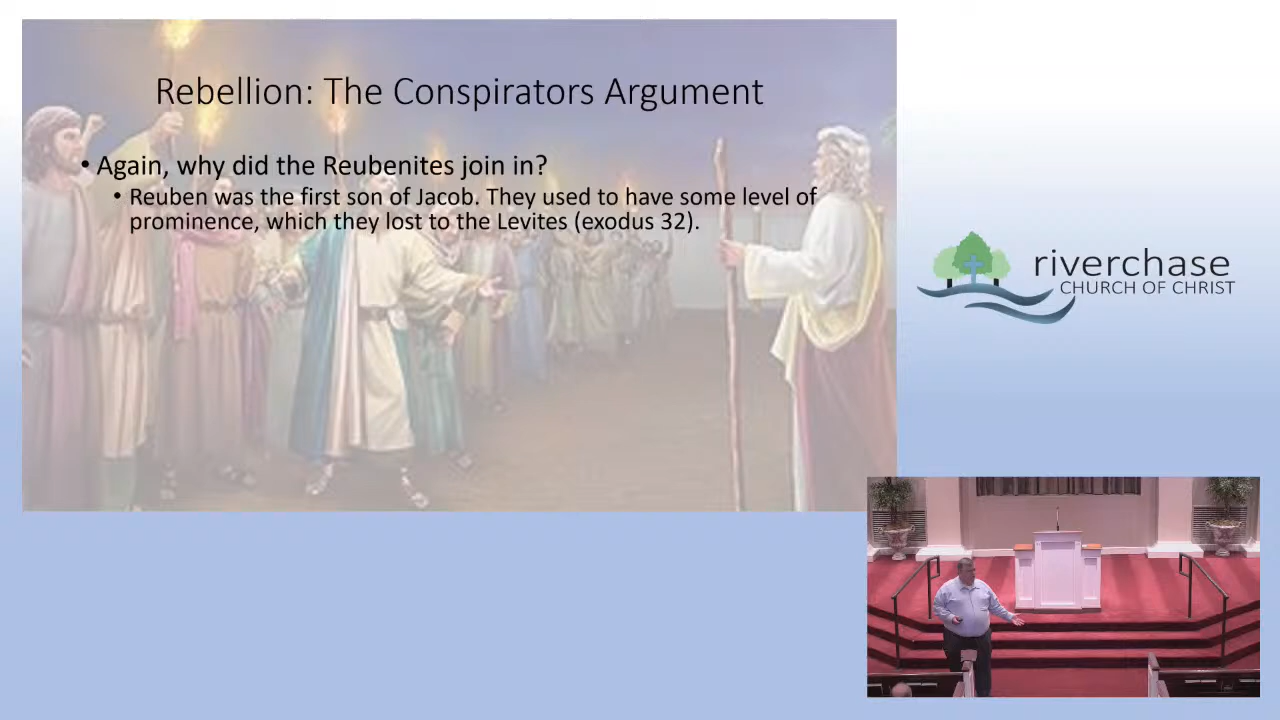 Rebellion: The Conspirators Argument
• Again, why did the Reubenites join in?
• Reuben was the first son of Jacob. They used to have some level of
prominence, which they lost to the Levites (exodus 32).
riverchase
CHURCH OF CHRIST